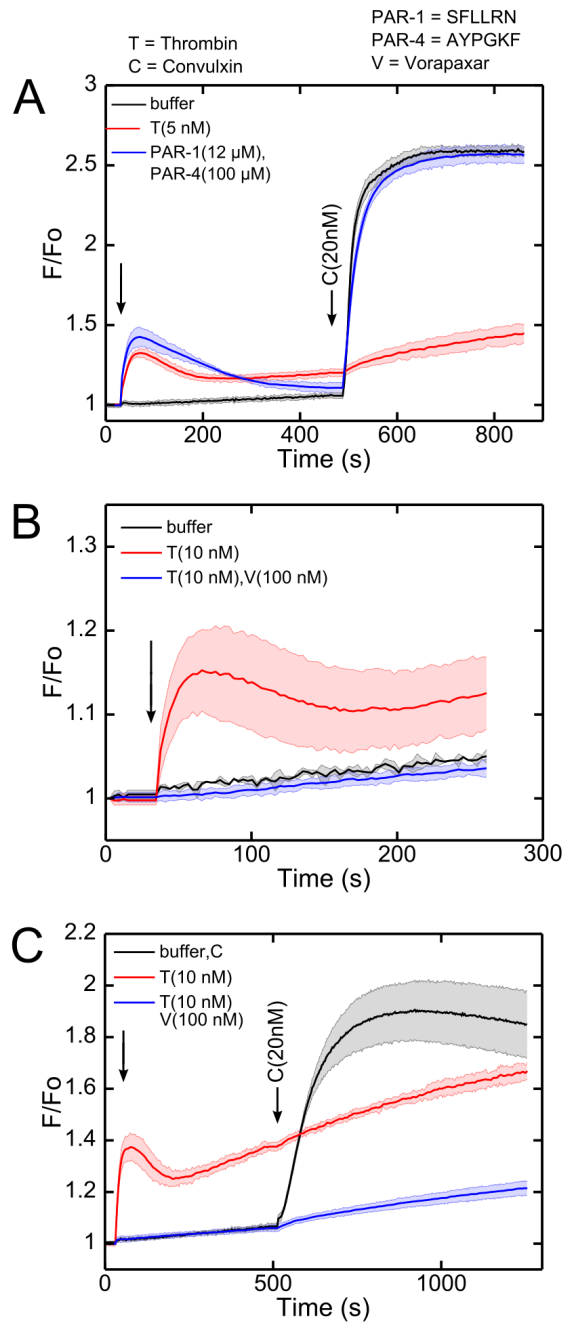 T = Thrombin
C = Convulxin
PAR-1 = SFLLRN
PAR-4 = AYPGKF
V = Vorapaxar
A
buffer
T(5 nM)
PAR-1(12 µM),
PAR-4(100 µM)
C(20nM)
F/Fo
3
2.5
2
1.5
1
0
200
400
600
800
Time (s)
B
buffer
T(10 nM)
T(10 nM),V(100 nM)
F/Fo
1.3
1.2
1.1
1
0
100
200
300
Time (s)
C
buffer,C
T(10 nM)
T(10 nM)
V(100 nM)
C(20nM)
F/Fo
2.2
2
1.8
1.6
1.4
1.2
1
0
500
1000
Time (s)